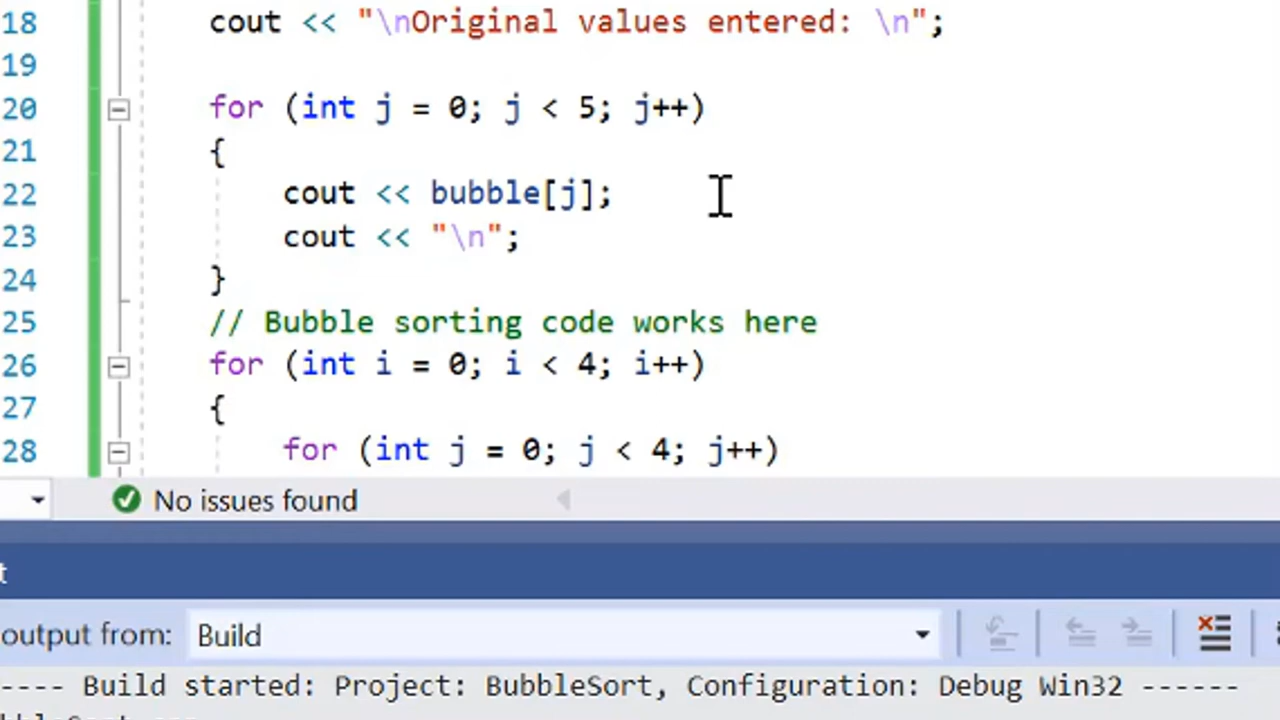 18 cout << "\nOriginal values entered: \n";
19
20 for (int j = 0; j < 5; j++)
21 {
22 cout << bubble[j];
23 cout << "\n";
24 }
25 // Bubble sorting code works here
26 for (int i = 0; i < 4; i++)
27 {
28 for (int j = 0; j < 4; j++)
No issues found
t
output from: Build
---- Build started: Project: BubbleSort, Configuration: Debug Win32 ------